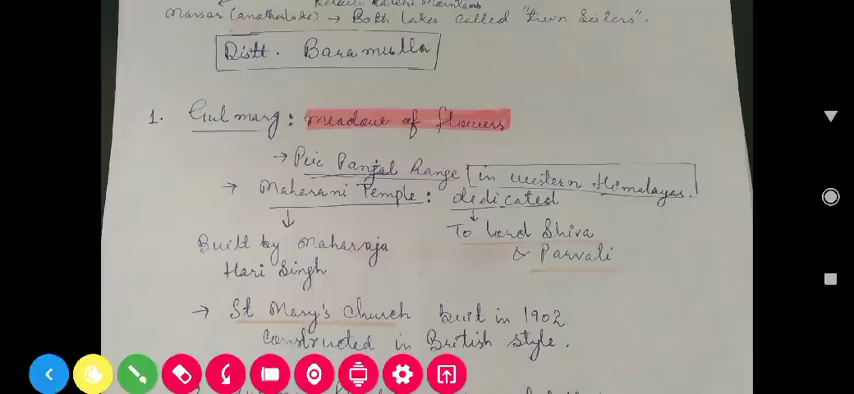 Marsar (another lake) → Both lakes called "twin sisters".
Distt. Baramulla
1. Gulmarg: meadow of flowers
→ Pir Panjal Range in western Himalayas.
→ Maharani Temple: dedicated
Built by Maharaja
Hari Singh
To Lord Shiva
& Parvati
→ St Mary's Church built in 1902
Constructed in British style.